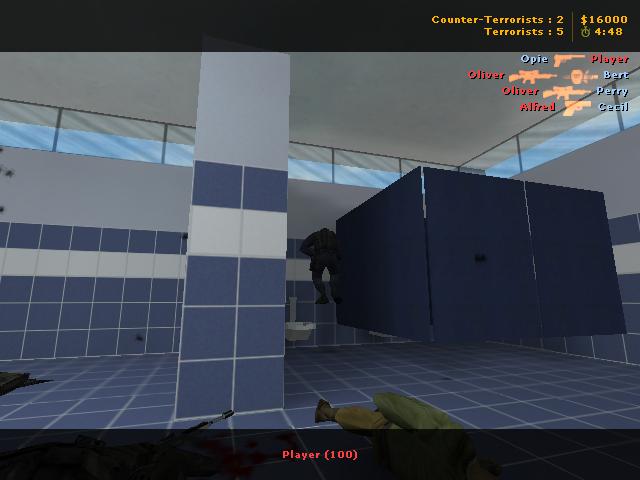 Counter-Terrorists : 2 $16000
Terrorists : 5 4:48
Opie Player
Oliver Bert
Oliver Perry
Alfred Cecil
Player (100)